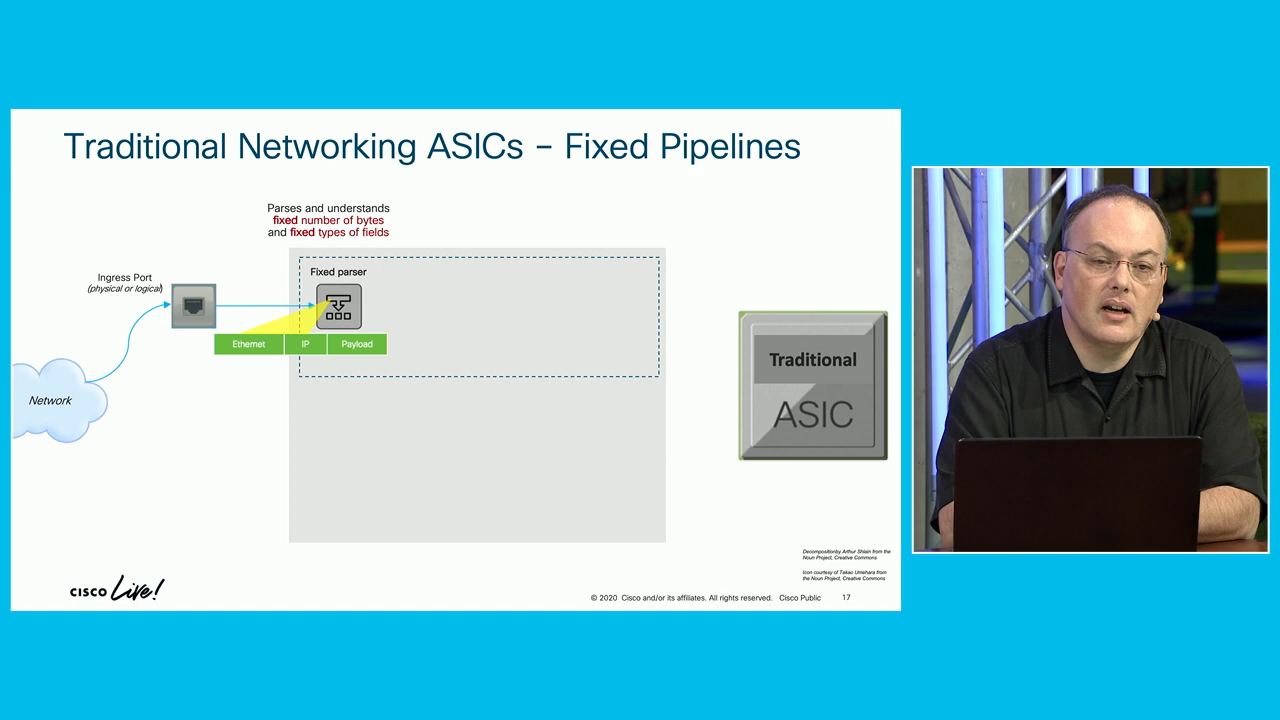 Traditional Networking ASICs – Fixed Pipelines
Parses and understands
fixed number of bytes
and fixed types of fields
Fixed parser
Ingress Port
(physical or logical)
Ethernet
IP
Payload
Network
Traditional
ASIC
Decompositionby Arthur Shlain from the
Noun Project, Creative Commons
Icon courtesy of Takao Umehara from
the Noun Project, Creative Commons
CISCO Live!
© 2020 Cisco and/or its affiliates. All rights reserved. Cisco Public
17